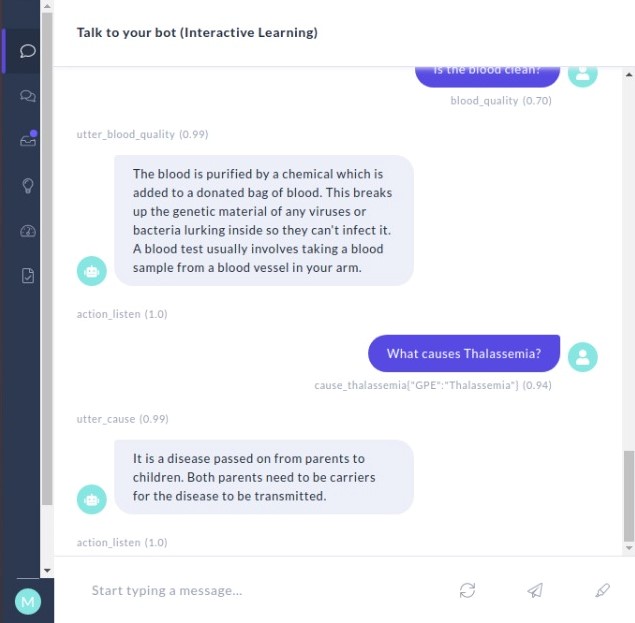 Talk to your bot (Interactive Learning)
Is the blood clean?
blood_quality (0.70)
utter_blood_quality (0.99)
The blood is purified by a chemical which is
added to a donated bag of blood. This breaks
up the genetic material of any viruses or
bacteria lurking inside so they can't infect it.
A blood test usually involves taking a blood
sample from a blood vessel in your arm.
action_listen (1.0)
What causes Thalassemia?
cause_thalassemia{"GPE":"Thalassemia"} (0.94)
utter_cause (0.99)
It is a disease passed on from parents to
children. Both parents need to be carriers
for the disease to be transmitted.
action_listen (1.0)
Start typing a message...
M